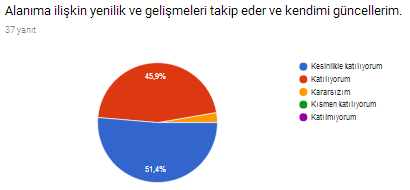 Alanıma ilişkin yenilik ve gelişmeleri takip eder ve kendimi güncellerim.
37 yanıt
45,9%
51,4%
Kesinlikle katılıyorum
Katılıyorum
Kararsızım
Kısmen katılıyorum
Katılmıyorum